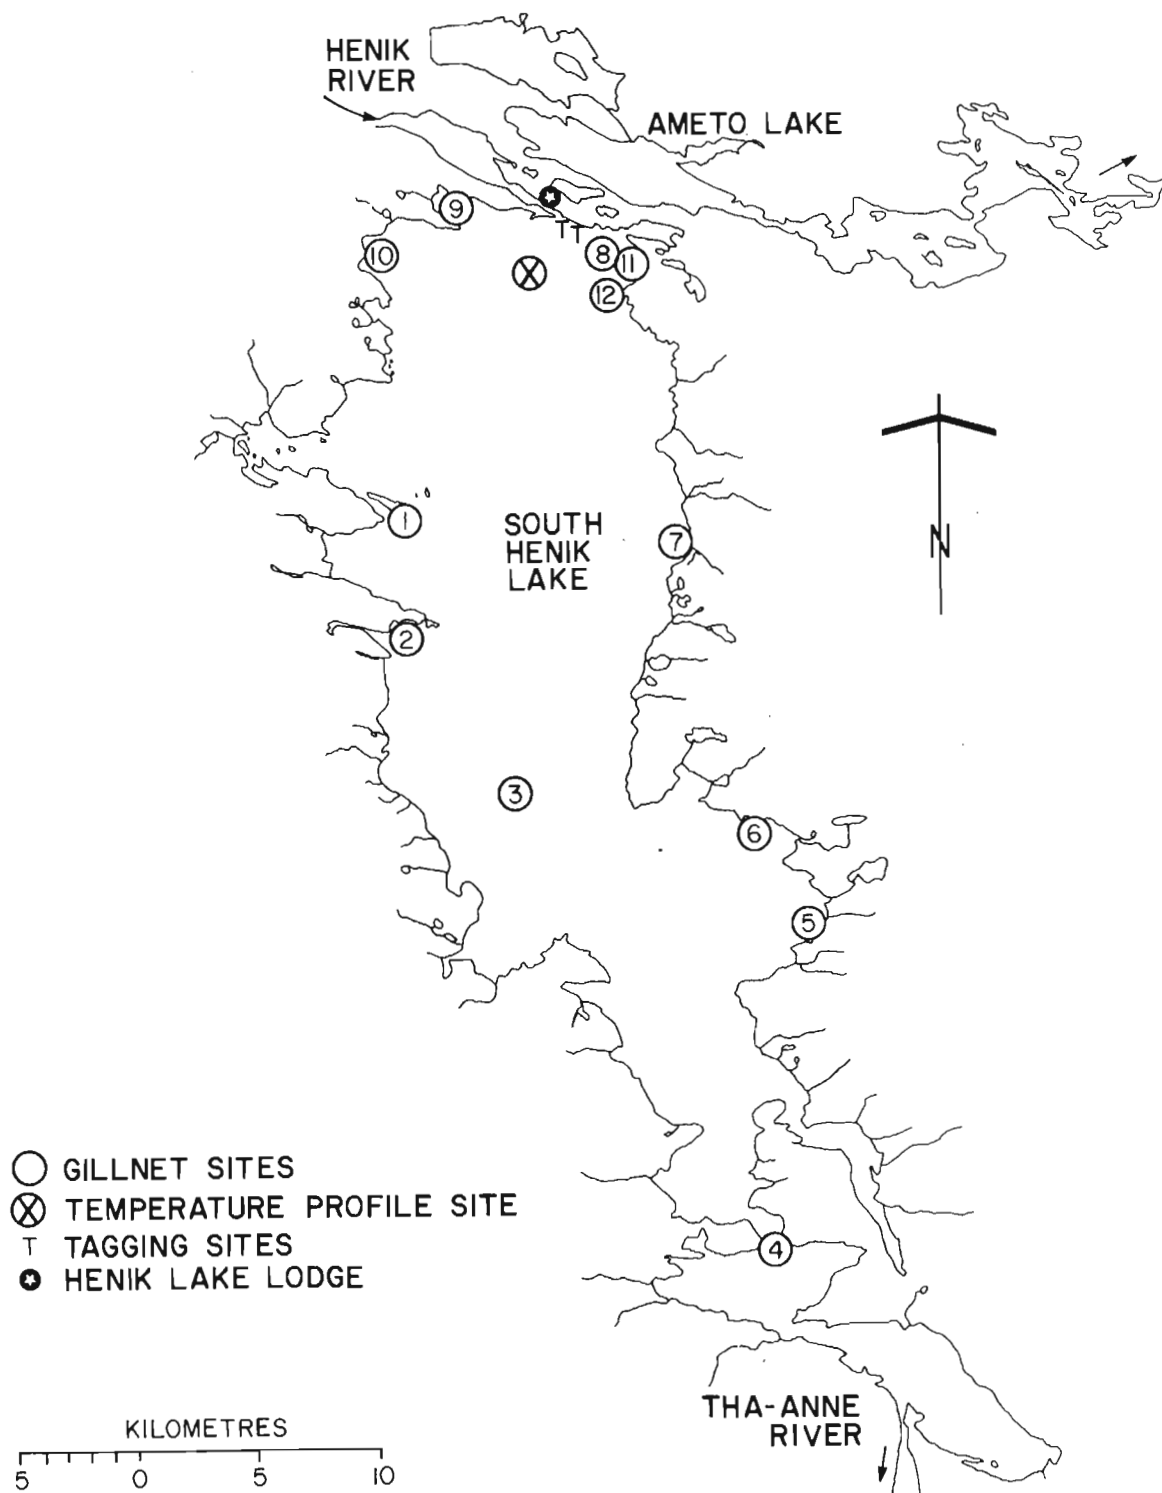 HENIK
RIVER
AMETO LAKE
9
TT
10
8
11
12
X
1
SOUTH
HENIK
LAKE
7
N
2
3
6
5
4
GILLNET SITES
TEMPERATURE PROFILE SITE
T TAGGING SITES
HENIK LAKE LODGE
THA-ANNE
RIVER
KILOMETRES
5 0 5 10